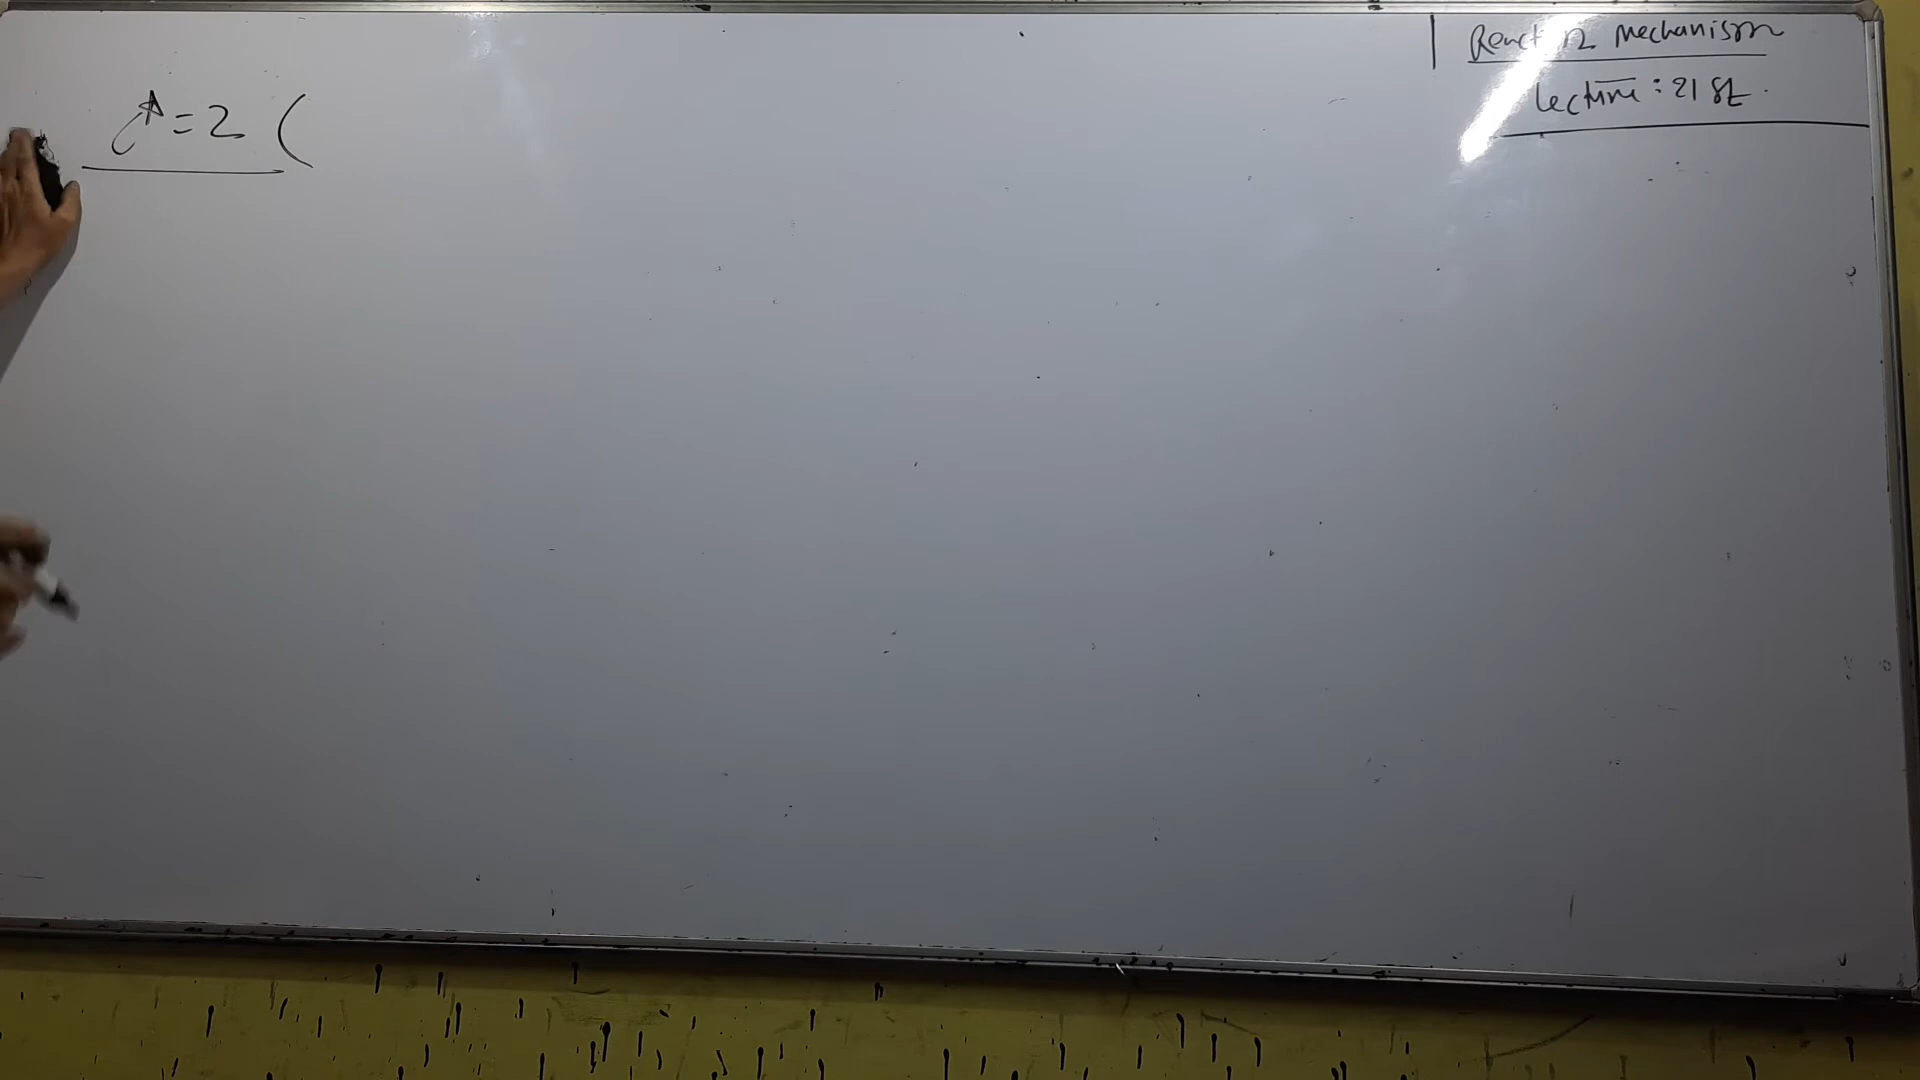 Reaction Mechanism
Lecture : 21 st.
= 2 (